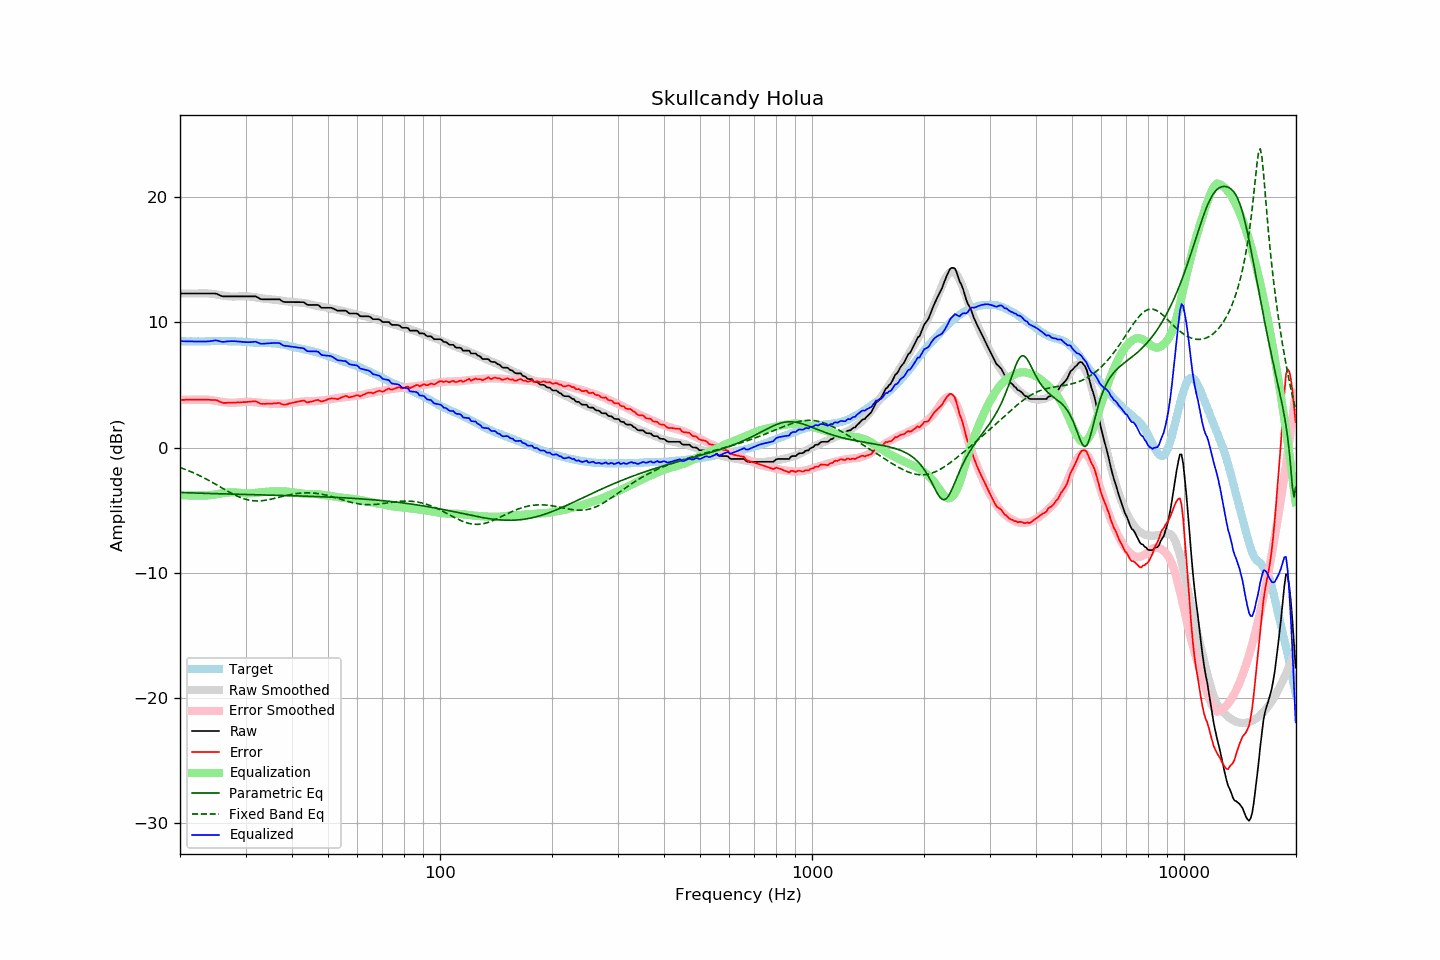 Skullcandy Holua
Amplitude (dBr)
20
10
0
−10
−20
−30
Target
Raw Smoothed
Error Smoothed
Raw
Error
Equalization
Parametric Eq
Fixed Band Eq
Equalized
100
1000
10000
Frequency (Hz)